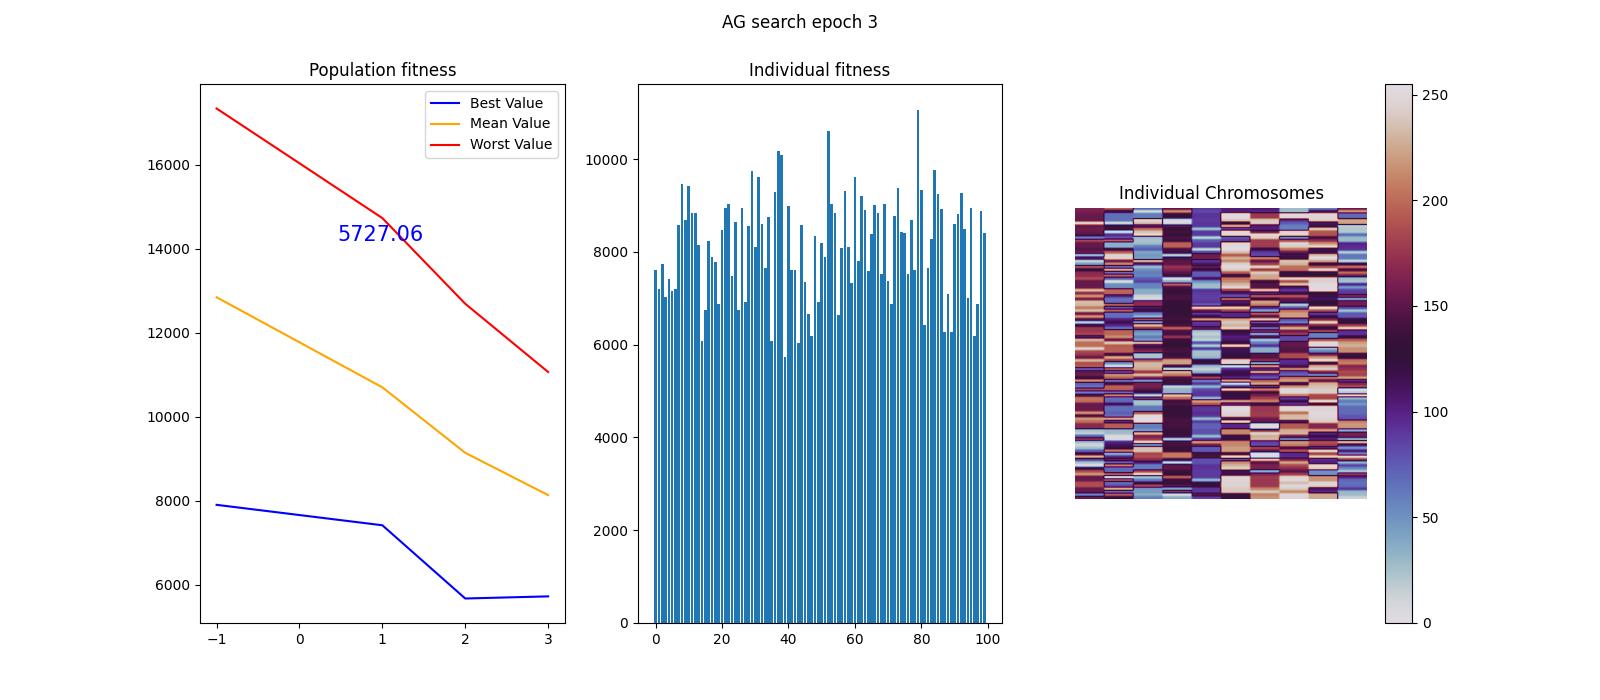 AG search epoch 3
Population fitness
Best Value
Mean Value
Worst Value
5727.06
16000
14000
12000
10000
8000
6000
−1 0 1 2 3
Individual fitness
10000
8000
6000
4000
2000
0
0 20 40 60 80 100
Individual Chromosomes
250
200
150
100
50
0